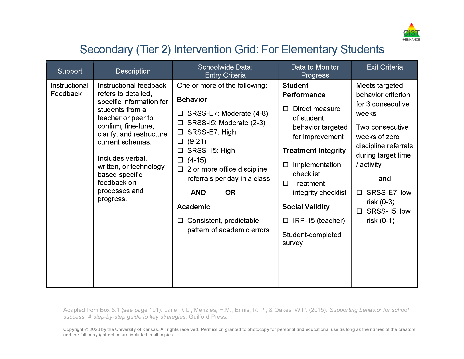 Secondary (Tier 2) Intervention Grid: For Elementary Students
Support
Description
Schoolwide Data:
Entry Criteria
Data to Monitor
Progress
Exit Criteria
Instructional
Feedback
Instructional feedback
refers to detailed,
specific information for
students from a
teacher or peer to
confirm, fine-tune,
clarify, and restructure
current schemas.
Includes verbal,
written, or technology
based specific
feedback on
processes and
progress.
One or more of the following:
Behavior
☐ SRSS-E7: Moderate (4-8)
☐ SRSS-I5: Moderate (2-3)
☐ SRSS-E7: High
☐ (9-21)
☐ SRSS-I5: High
☐ (4-15)
☐ 2 or more office discipline
referrals per day in a class
AND OR
Academic
☐ Consistent, predictable
pattern of academic errors
Student
Performance
☐ Direct measure
of student
behavior targeted
for improvement
Treatment Integrity
☐ Implementation
checklist
☐ Treatment
integrity checklist
Social Validity
☐ IRP-15 (teacher)
Student-completed
survey
Meets targeted
behavior criterion
for 3 consecutive
weeks
Two consecutive
weeks of zero
discipline referrals
during target time
/ activity
and
☐ SRSS-E7: low
risk (0-3)
☐ SRSS-I5: low
risk (0-1)